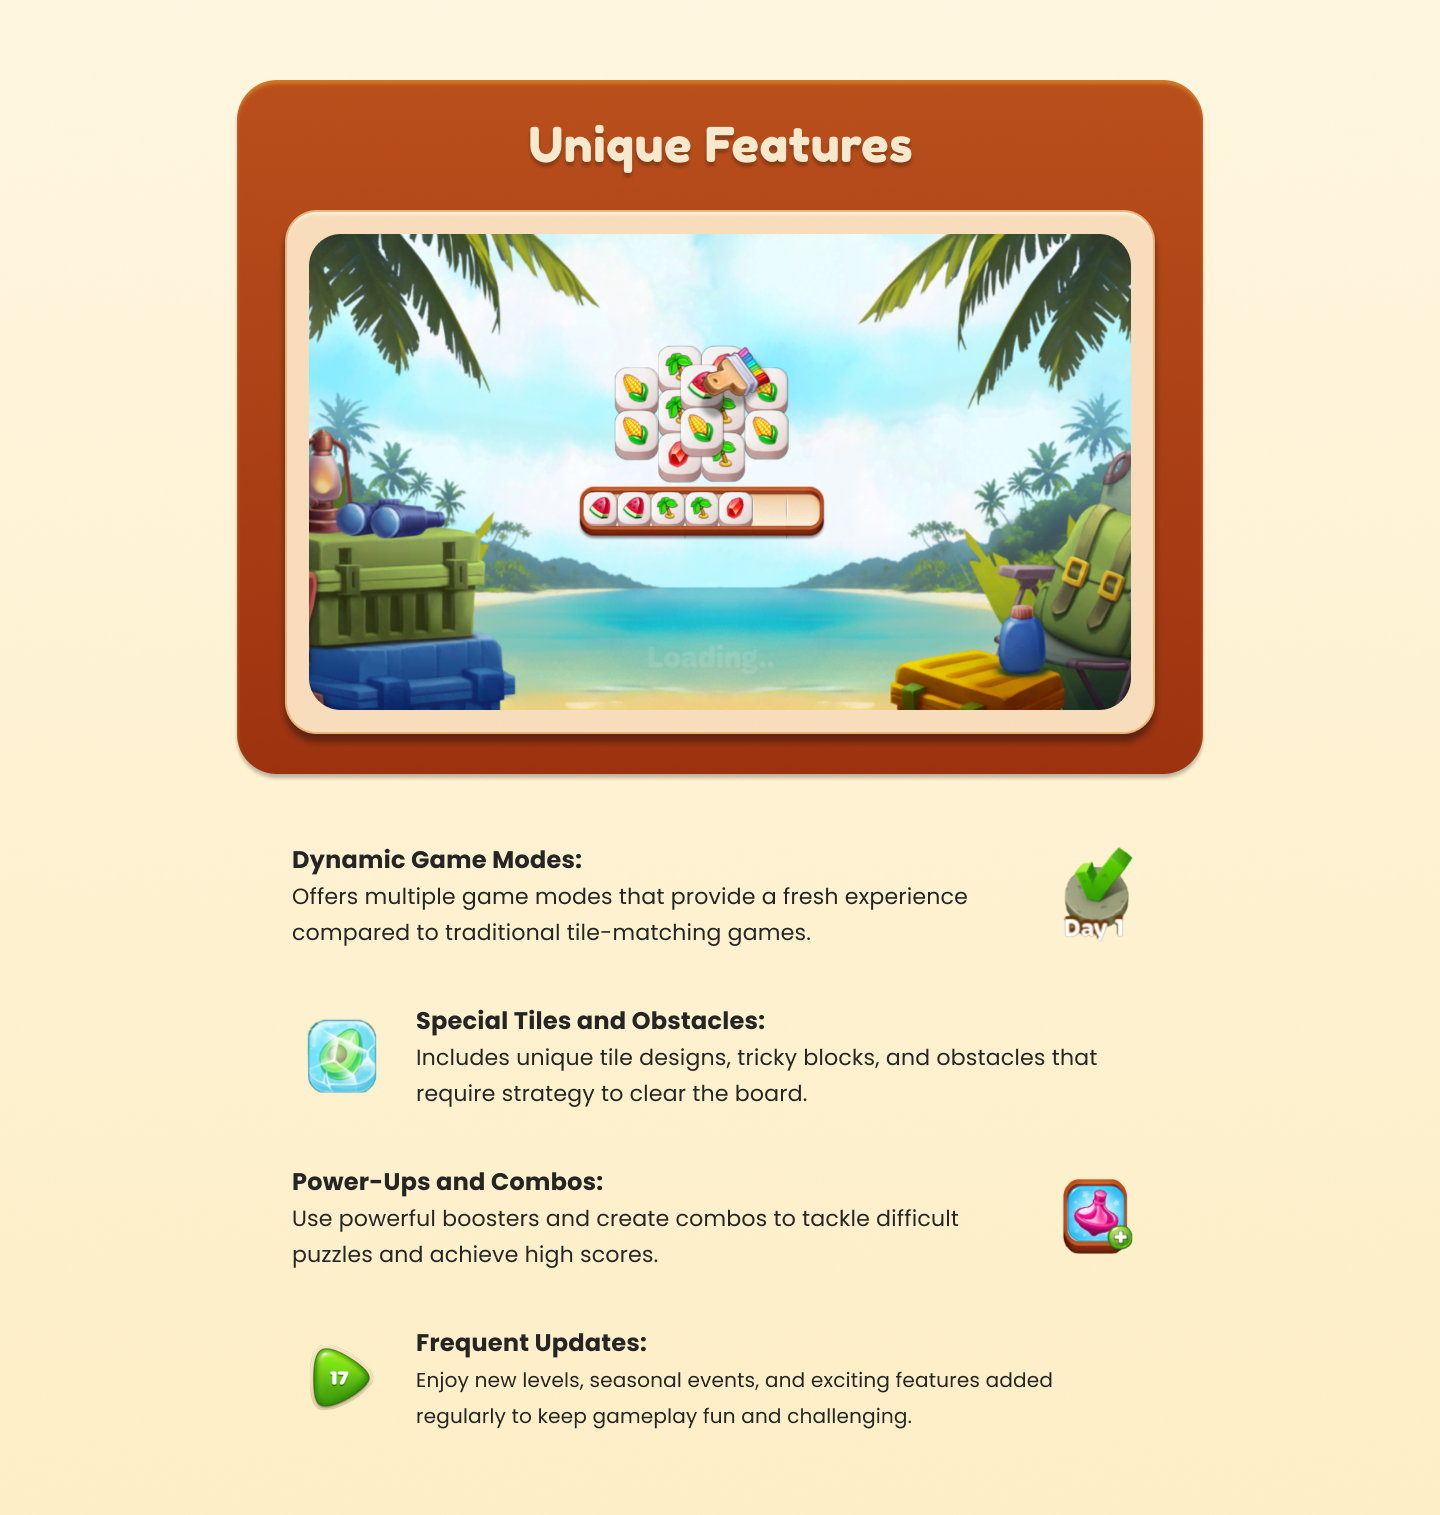 Unique Features
Loading..
Dynamic Game Modes:
Offers multiple game modes that provide a fresh experience
compared to traditional tile-matching games.
Day 1
Special Tiles and Obstacles:
Includes unique tile designs, tricky blocks, and obstacles that
require strategy to clear the board.
Power-Ups and Combos:
Use powerful boosters and create combos to tackle difficult
puzzles and achieve high scores.
Frequent Updates:
17
Enjoy new levels, seasonal events, and exciting features added
regularly to keep gameplay fun and challenging.